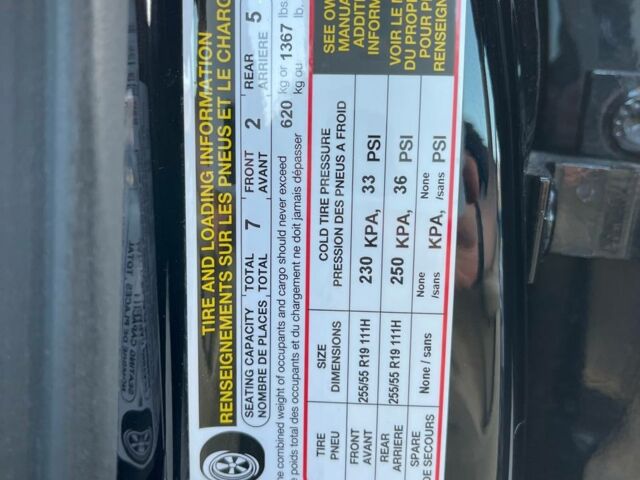 TIRE AND LOADING INFORMATION
RENSEIGNEMENTS SUR LES PNEUS ET LE CHARG
SEATING CAPACITY TOTAL 7 FRONT 2 REAR 5
NOMBRE DE PLACES TOTAL AVANT ARRIERE
he combined weight of occupants and cargo should never exceed 620 kg or 1367 lbs.
e poids total des occupants et du chargement ne doit jamais dépasser kg ou lb.
TIRE SIZE COLD TIRE PRESSURE
PNEU DIMENSIONS PRESSION DES PNEUS A FROID
FRONT 255/55 R19 111H 230 KPA, 33 PSI
AVANT
REAR 255/55 R19 111H 250 KPA, 36 PSI
ARRIERE
SPARE None / sans None /sans KPA, None /sans PSI
DE SECOURS
SEE OW
MANUA
ADDITI
INFORM
VOIR LE M
DU PROPR
POUR P
RENSEIGN